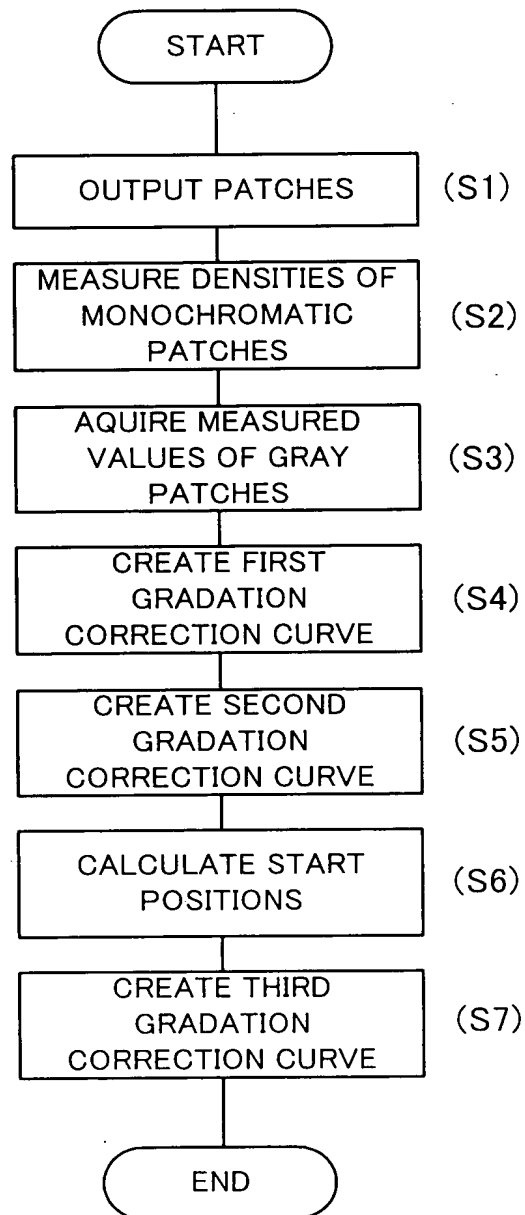 START
OUTPUT PATCHES (S1)
MEASURE DENSITIES OF
MONOCHROMATIC (S2)
PATCHES
AQUIRE MEASURED
VALUES OF GRAY (S3)
PATCHES
CREATE FIRST
GRADATION (S4)
CORRECTION CURVE
CREATE SECOND
GRADATION (S5)
CORRECTION CURVE
CALCULATE START
POSITIONS (S6)
CREATE THIRD
GRADATION (S7)
CORRECTION CURVE
END